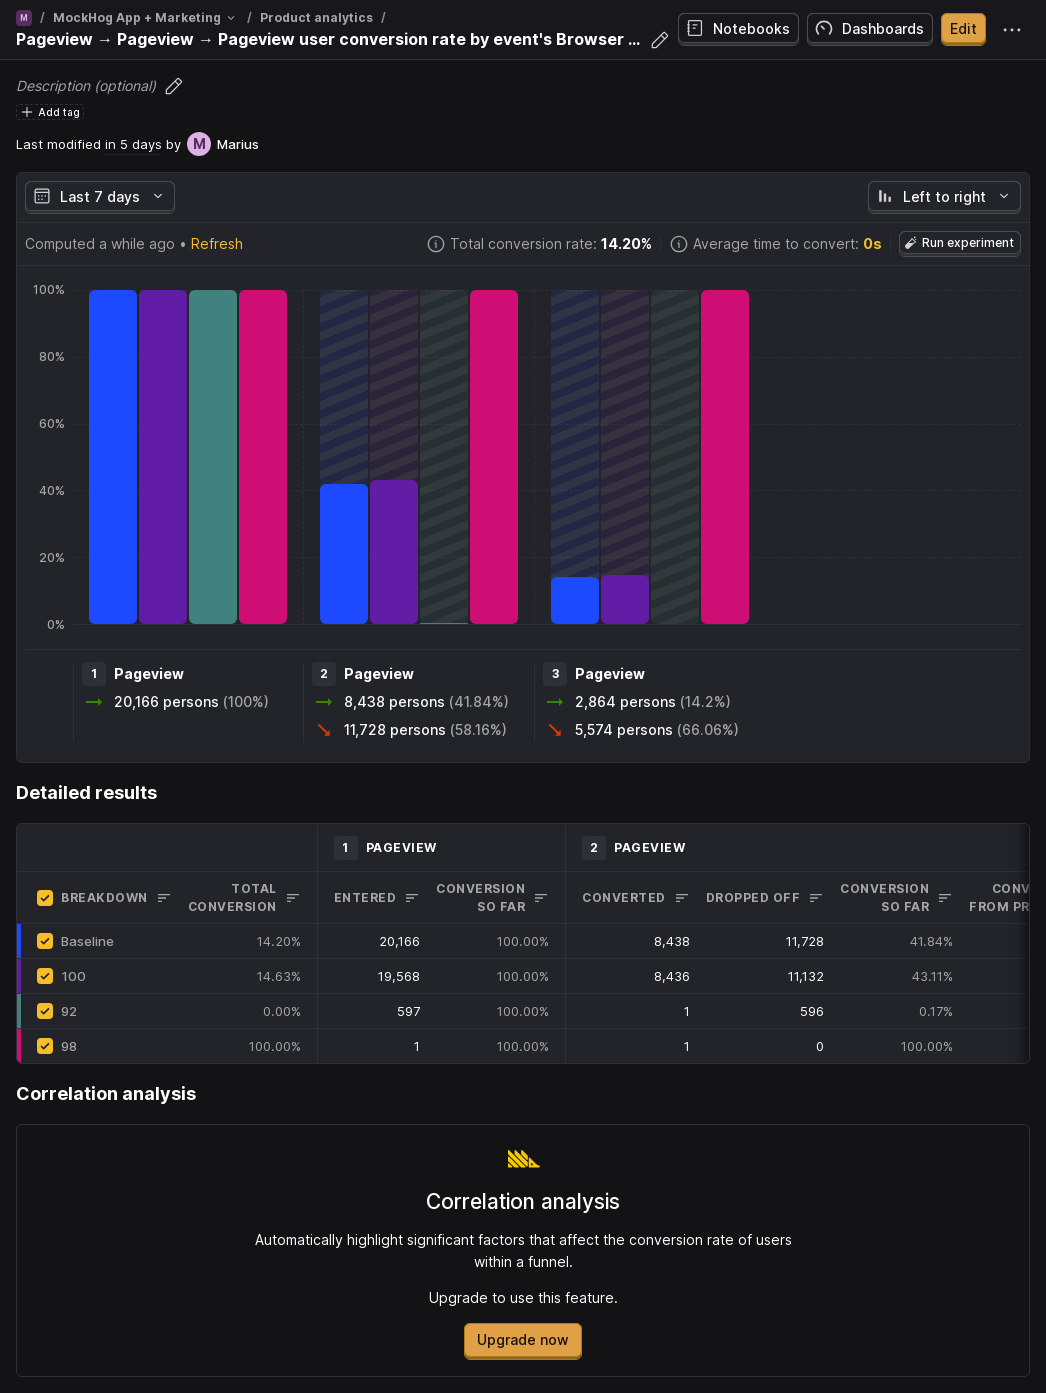 M / MockHog App + Marketing / Product analytics /
Pageview → Pageview → Pageview user conversion rate by event's Browser ...
Notebooks
Dashboards
Edit
Description (optional)
Add tag
Last modified in 5 days by M Marius
Last 7 days
Left to right
Computed a while ago • Refresh
Total conversion rate: 14.20%
Average time to convert: 0s
Run experiment
100%
80%
60%
40%
20%
0%
1 Pageview
20,166 persons (100%)
2 Pageview
8,438 persons (41.84%)
11,728 persons (58.16%)
3 Pageview
2,864 persons (14.2%)
5,574 persons (66.06%)
Detailed results
1 PAGEVIEW 2 PAGEVIEW
BREAKDOWN TOTAL CONVERSION ENTERED CONVERSION SO FAR CONVERTED DROPPED OFF CONVERSION SO FAR CONV FROM PR
Baseline 14.20% 20,166 100.00% 8,438 11,728 41.84%
100 14.63% 19,568 100.00% 8,436 11,132 43.11%
92 0.00% 597 100.00% 1 596 0.17%
98 100.00% 1 100.00% 1 0 100.00%
Correlation analysis
Correlation analysis
Automatically highlight significant factors that affect the conversion rate of users
within a funnel.
Upgrade to use this feature.
Upgrade now